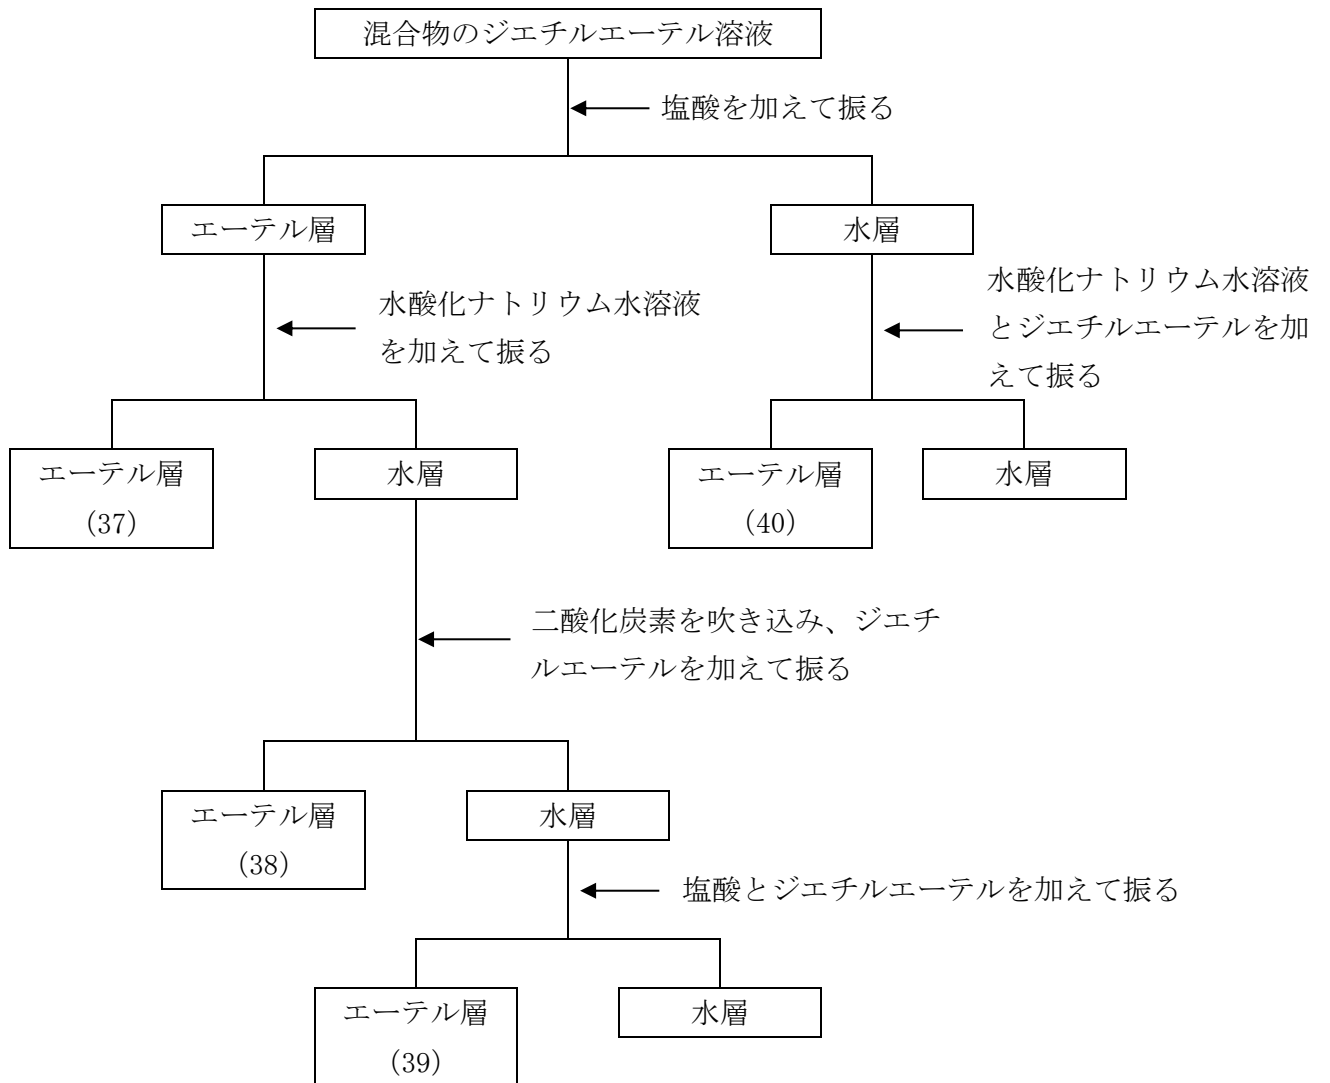 混合物のジエチルエーテル溶液
塩酸を加えて振る
エーテル層
水層
水酸化ナトリウム水溶液
を加えて振る
水酸化ナトリウム水溶液
とジエチルエーテルを加
えて振る
エーテル層
(37)
水層
エーテル層
(40)
水層
二酸化炭素を吹き込み、ジエチ
ルエーテルを加えて振る
エーテル層
(38)
水層
塩酸とジエチルエーテルを加えて振る
エーテル層
(39)
水層